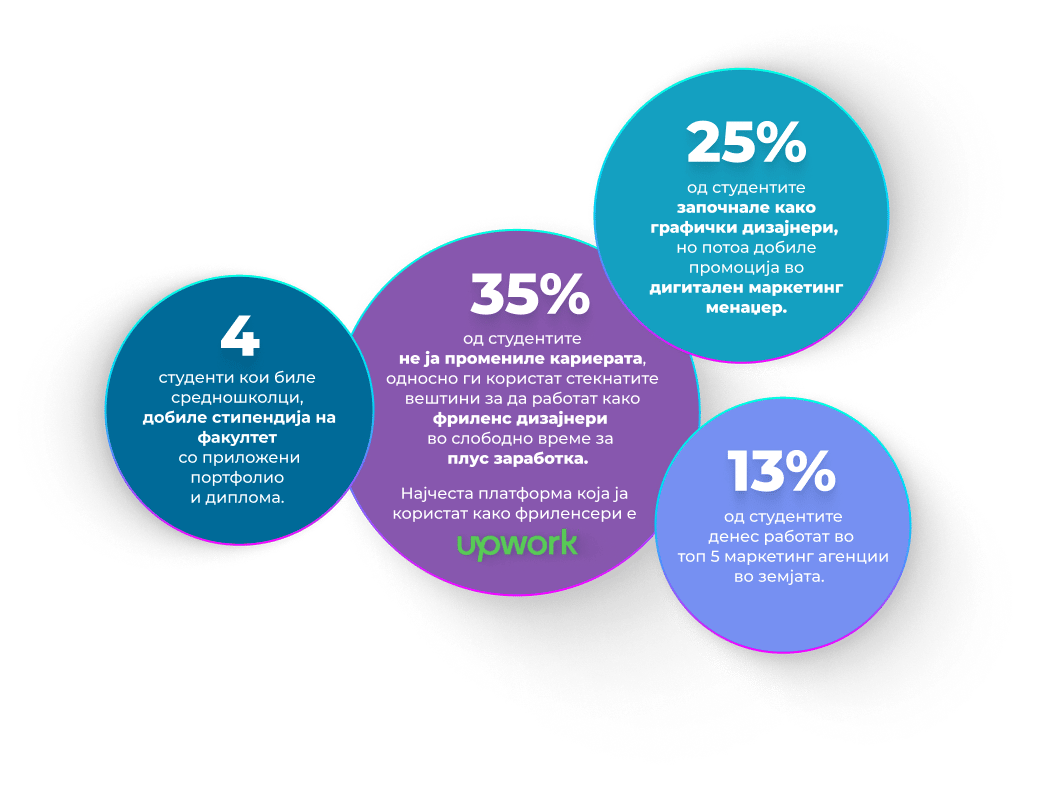 4
студенти кои биле
средношколци,
добиле стипендија на
факултет
со приложени
портфолио
и диплома.
35%
од студентите
не ја промениле кариерата,
односно ги користат стекнатите
вештини за да работат како
фриленс дизајнери
во слободно време за
плус заработка.
Најчеста платформа која ја
користат како фриленсери е
upwork
25%
од студентите
започнале како
графички дизајнери,
но потоа добиле
промоција во
дигитален маркетинг
менаџер.
13%
од студентите
денес работат во
топ 5 маркетинг агенции
во земјата.